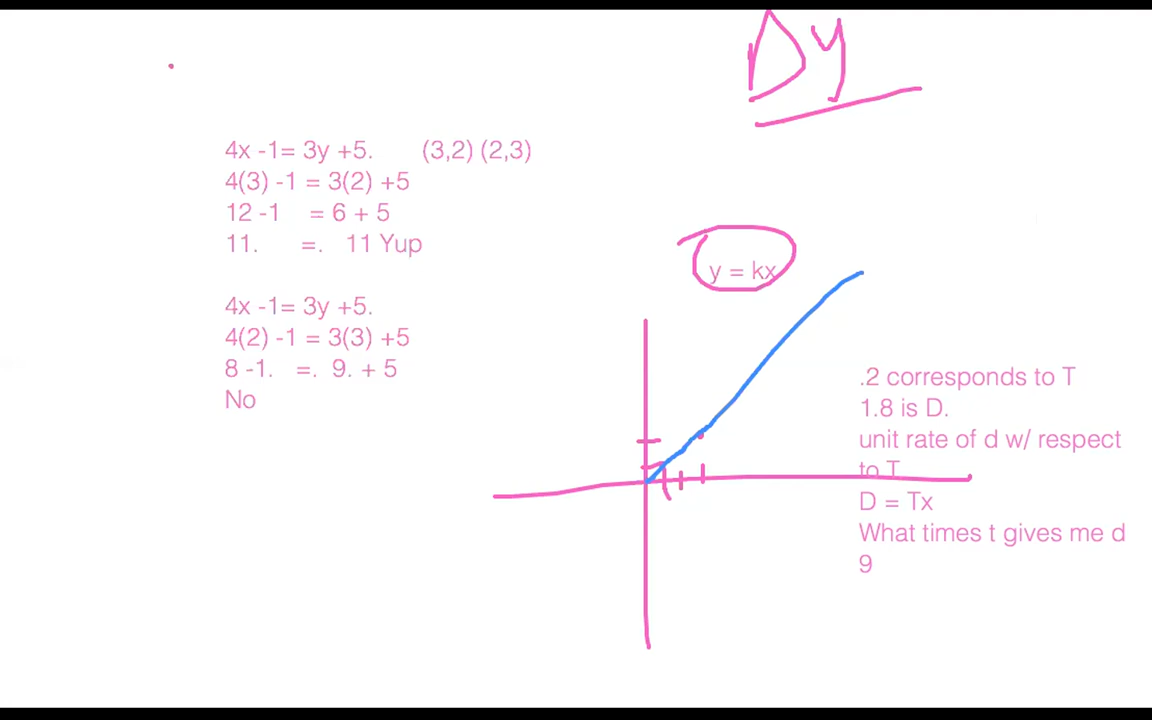 Dy
4x -1= 3y +5. (3,2) (2,3)
4(3) -1 = 3(2) +5
12 -1 = 6 + 5
11. =. 11 Yup
4x -1= 3y +5.
4(2) -1 = 3(3) +5
8 -1. =. 9. + 5
No
y = kx
.2 corresponds to T
1.8 is D.
unit rate of d w/ respect
to T
D = Tx
What times t gives me d
9